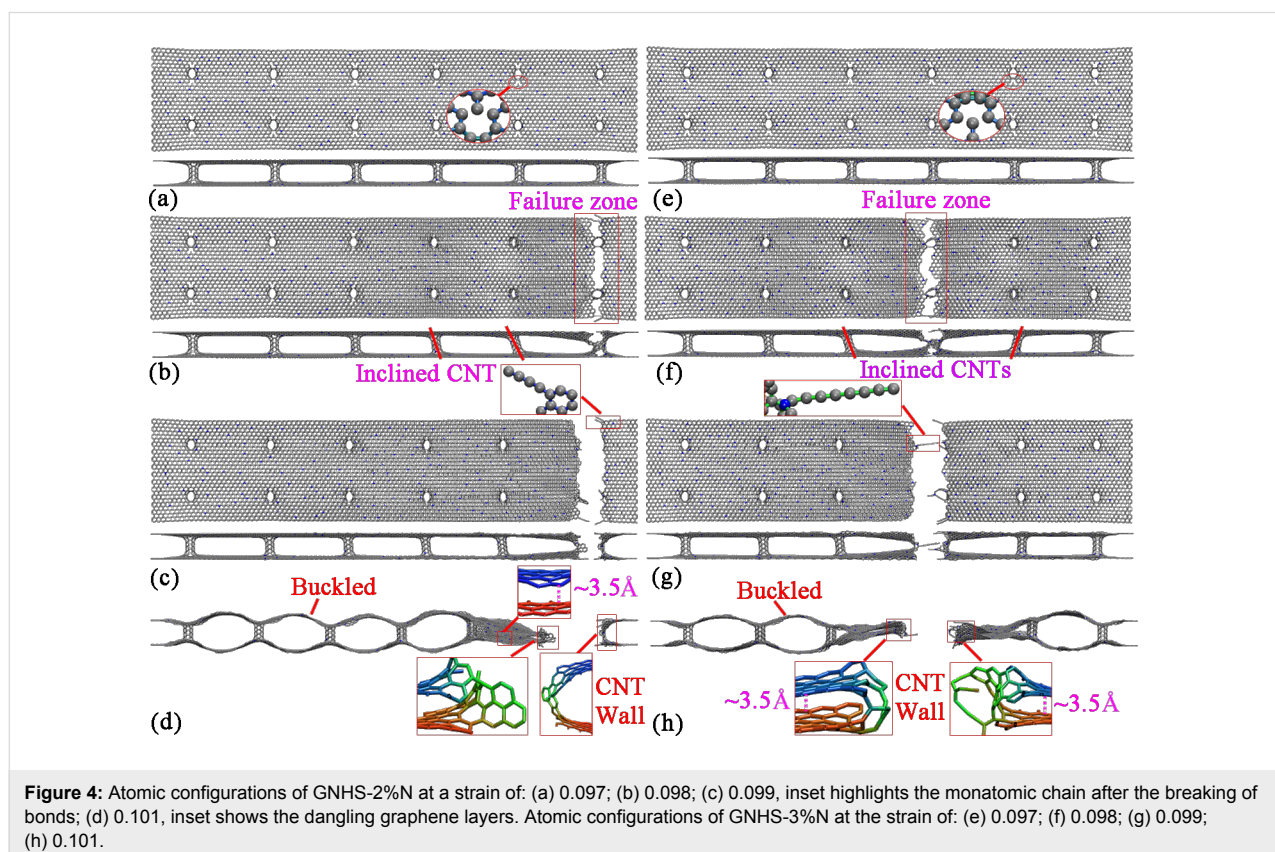 (a)
(e)
Failure zone
Failure zone
(b)
Inclined CNT
(f)
Inclined CNTs
(c)
Buckled
~3.5Å
(g)
Buckled
(d)
CNT
Wall
~3.5Å
CNT
Wall
~3.5Å
(h)
Figure 4: Atomic configurations of GNHS-2%N at a strain of: (a) 0.097; (b) 0.098; (c) 0.099, inset highlights the monatomic chain after the breaking of
bonds; (d) 0.101, inset shows the dangling graphene layers. Atomic configurations of GNHS-3%N at the strain of: (e) 0.097; (f) 0.098; (g) 0.099;
(h) 0.101.